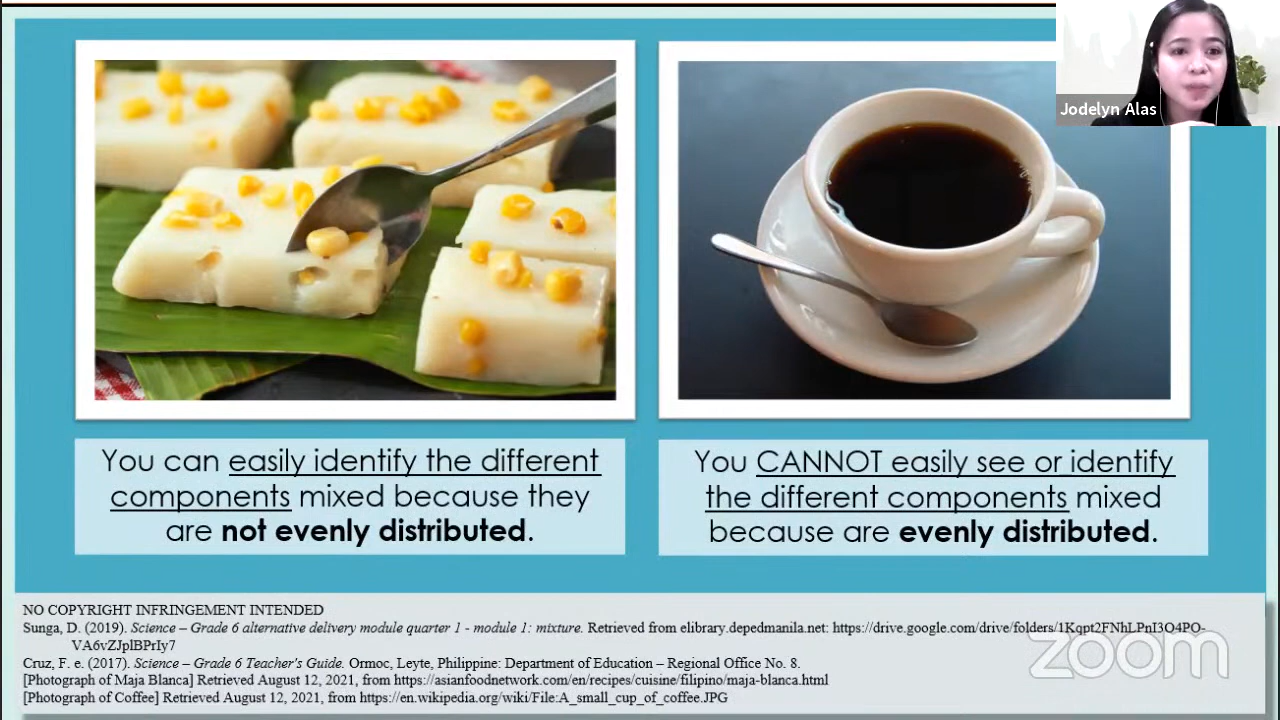 Jodelyn Alas
You can easily identify the different
components mixed because they
are not evenly distributed.
You CANNOT easily see or identify
the different components mixed
because are evenly distributed.
NO COPYRIGHT INFRINGEMENT INTENDED
Sunga, D. (2019). Science – Grade 6 alternative delivery module quarter 1 - module 1: mixture. Retrieved from elibrary.depedmanila.net: https://drive.google.com/drive/folders/1Kqpt2FNhLPnI3O4PO-
VA6vZJplBPrIy7
Cruz, F. e. (2017). Science – Grade 6 Teacher's Guide. Ormoc, Leyte, Philippine: Department of Education – Regional Office No. 8.
[Photograph of Maja Blanca] Retrieved August 12, 2021, from https://asianfoodnetwork.com/en/recipes/cuisine/filipino/maja-blanca.html
[Photograph of Coffee] Retrieved August 12, 2021, from https://en.wikipedia.org/wiki/File:A_small_cup_of_coffee.JPG
zoom